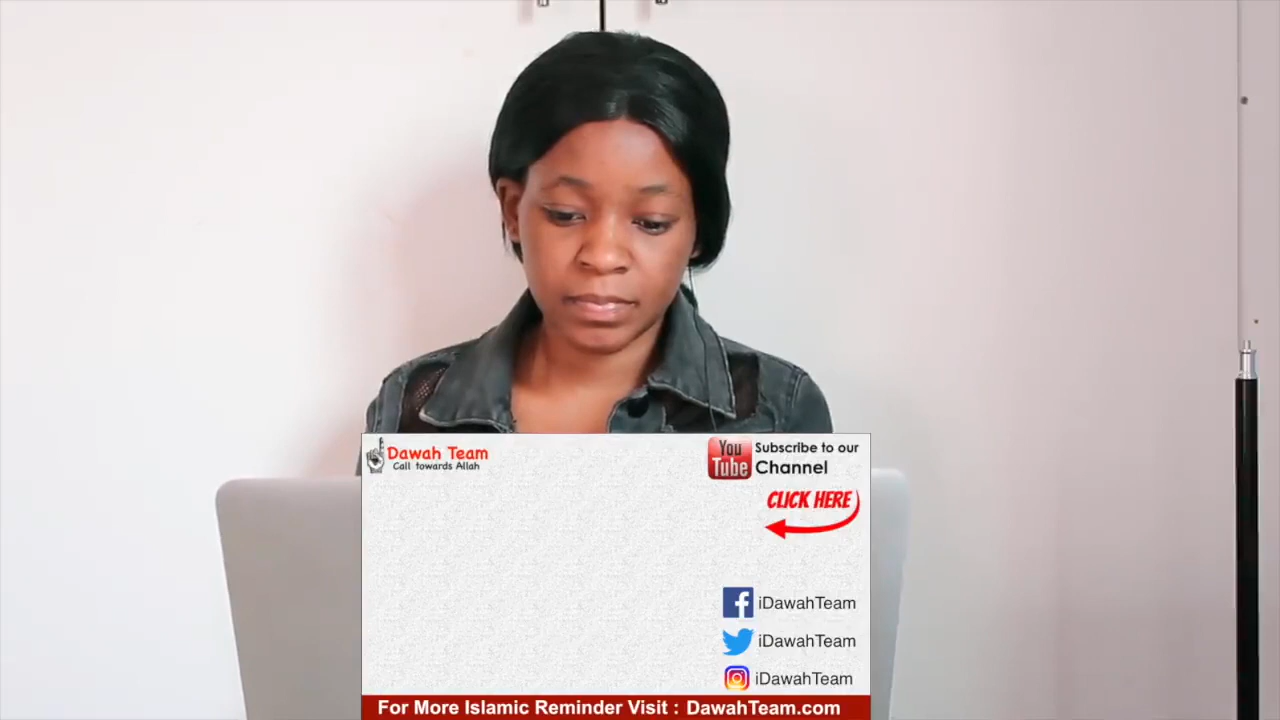 Dawah Team
Call towards Allah
You
Tube
Subscribe to our
Channel
CLICK HERE
iDawahTeam
iDawahTeam
iDawahTeam
For More Islamic Reminder Visit : DawahTeam.com